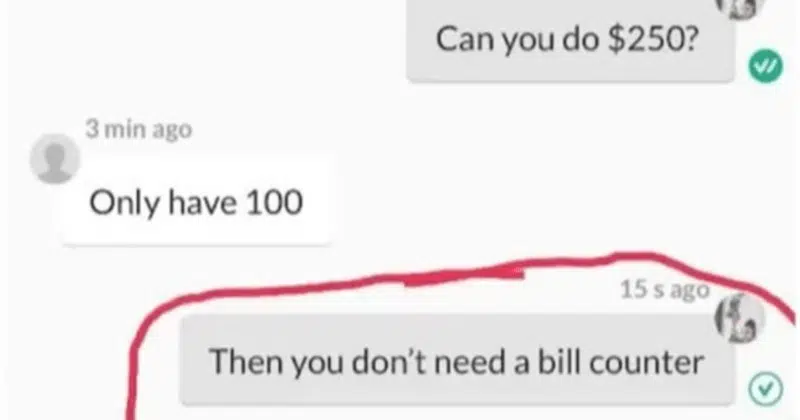 Can you do $250?
3 min ago
Only have 100
15 s ago
Then you don't need a bill counter